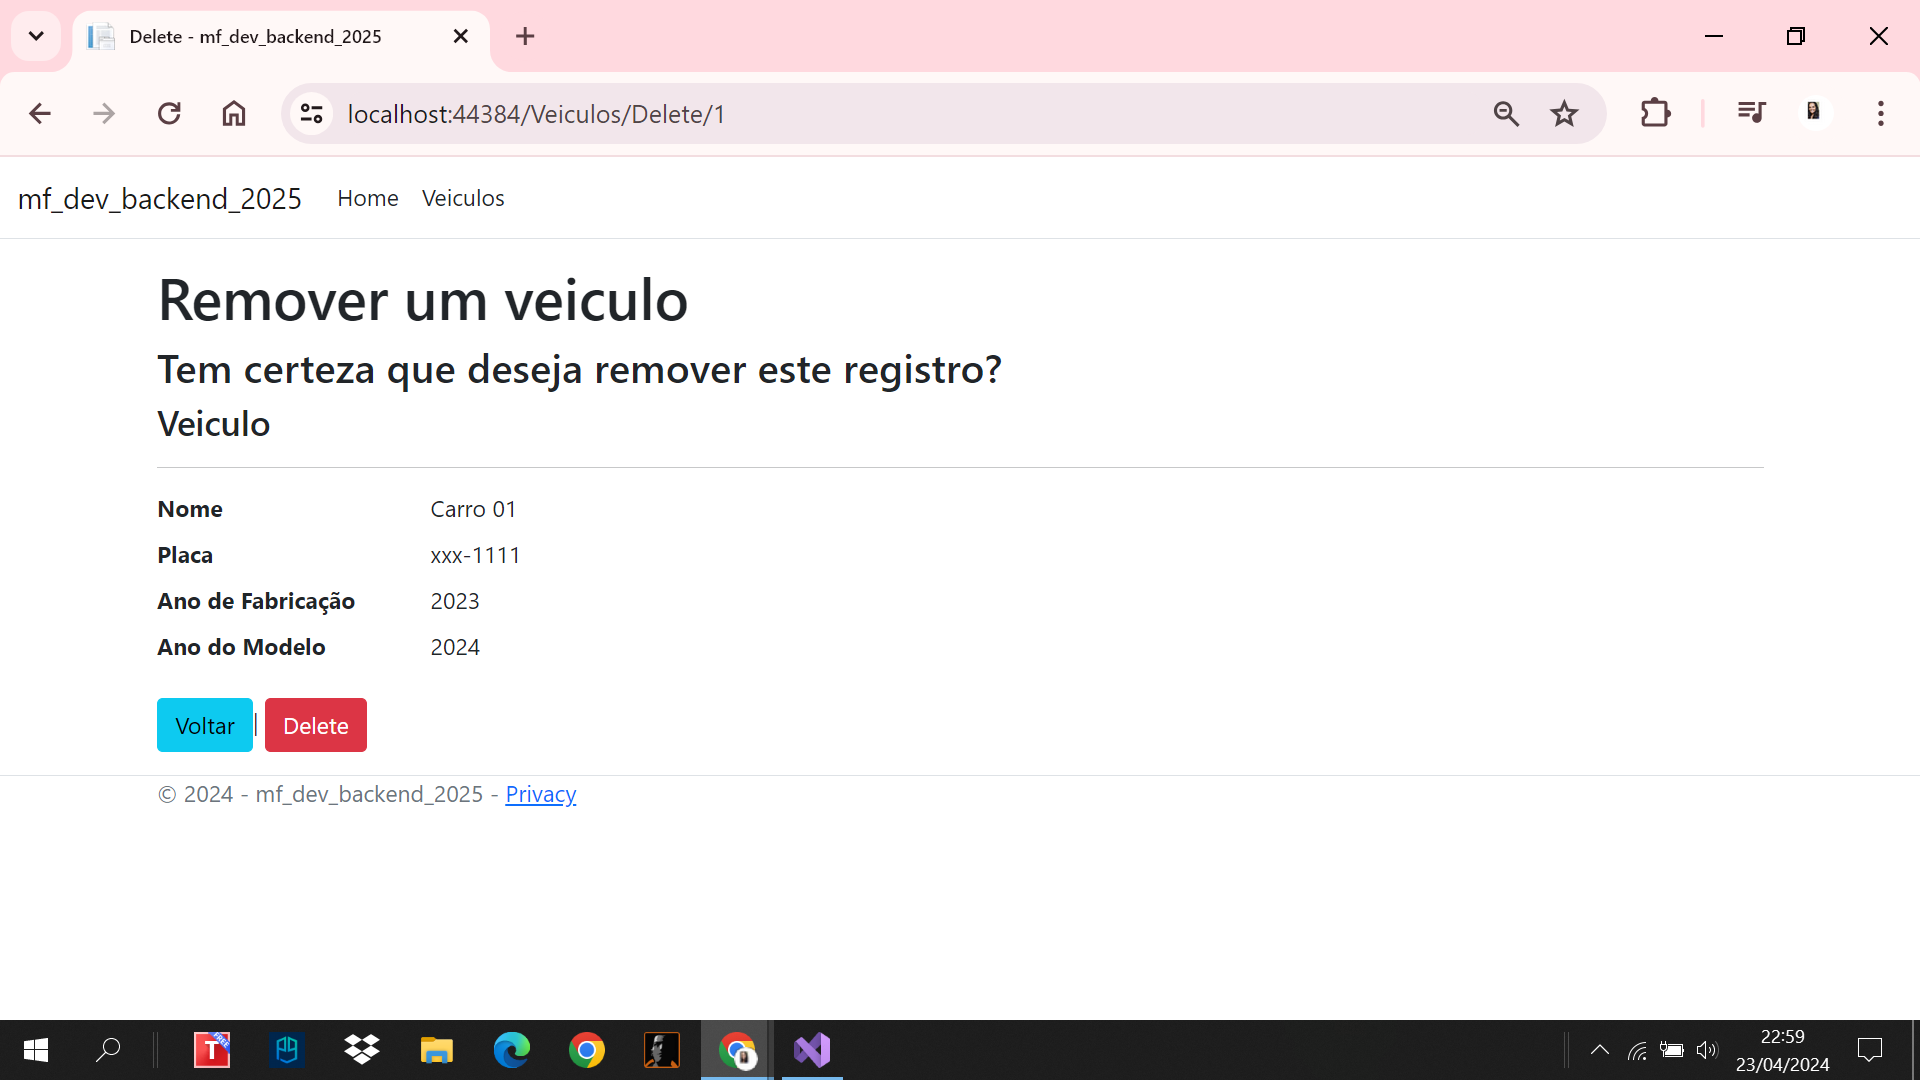 Delete - mf_dev_backend_2025
localhost:44384/Veiculos/Delete/1
mf_dev_backend_2025 Home Veiculos
Remover um veiculo
Tem certeza que deseja remover este registro?
Veiculo
Nome Carro 01
Placa xxx-1111
Ano de Fabricação 2023
Ano do Modelo 2024
Voltar | Delete
© 2024 - mf_dev_backend_2025 - Privacy
T FREE
22:59
23/04/2024